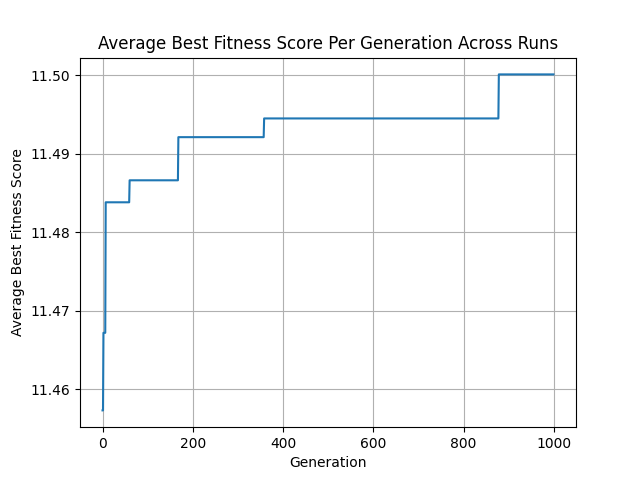 Average Best Fitness Score Per Generation Across Runs
11.50
11.49
11.48
11.47
11.46
Average Best Fitness Score
0 200 400 600 800 1000
Generation